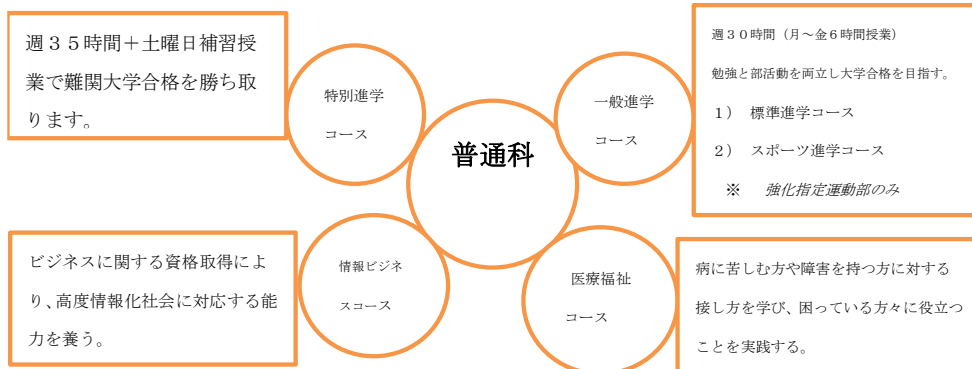 週３５時間＋土曜日補習授
業で難関大学合格を勝ち取
ります。
特別進学
コース
普通科
一般進学
コース
週３０時間（月～金６時間授業）
勉強と部活動を両立し大学合格を目指す。
１） 標準進学コース
２） スポーツ進学コース
※ 強化指定運動部のみ
ビジネスに関する資格取得によ
り、高度情報化社会に対応する能
力を養う。
情報ビジネ
スコース
医療福祉
コース
病に苦しむ方や障害を持つ方に対する
接し方を学び、困っている方々に役立つ
ことを実践する。